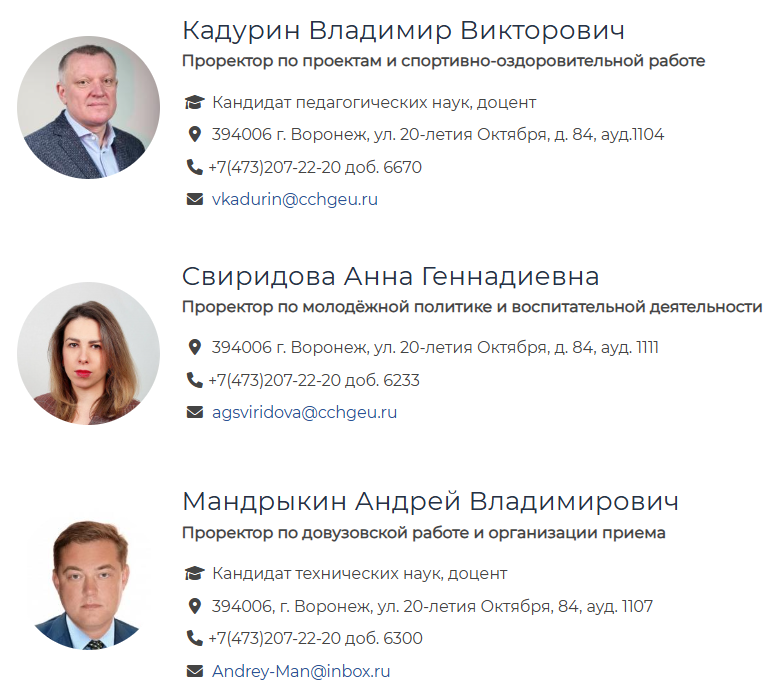 Кадурин Владимир Викторович
Проректор по проектам и спортивно-оздоровительной работе
Кандидат педагогических наук, доцент
394006 г. Воронеж, ул. 20-летия Октября, д. 84, ауд.1104
+7(473)207-22-20 доб. 6670
vkadurin@cchgeu.ru
Свиридова Анна Геннадиевна
Проректор по молодёжной политике и воспитательной деятельности
394006 г. Воронеж, ул. 20-летия Октября, д. 84, ауд. 1111
+7(473)207-22-20 доб. 6233
agsviridova@cchgeu.ru
Мандрыкин Андрей Владимирович
Проректор по довузовской работе и организации приема
Кандидат технических наук, доцент
394006, г. Воронеж, ул. 20-летия Октября, 84, ауд. 1107
+7(473)207-22-20 доб. 6300
Andrey-Man@inbox.ru